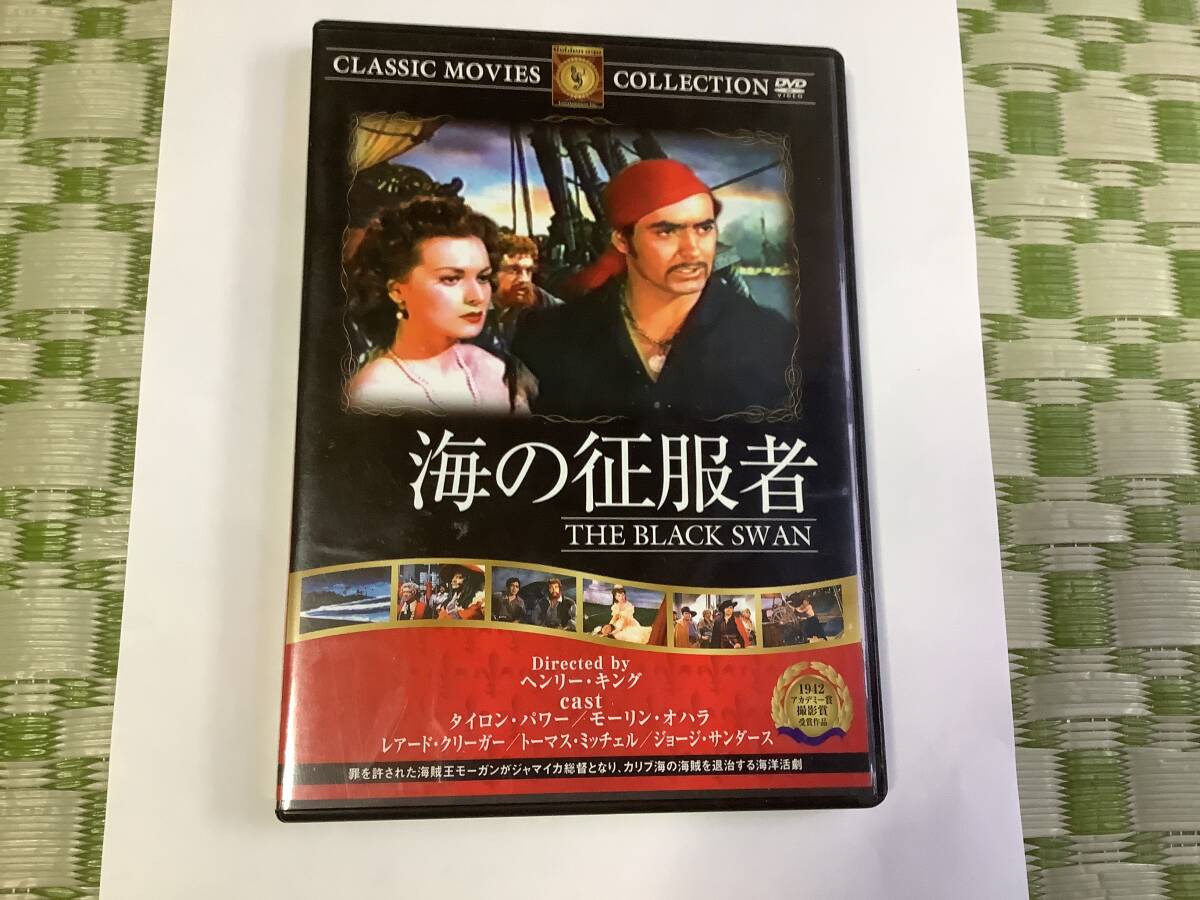 Golden age
CLASSIC MOVIES COLLECTION DVD
VIDEO
海の征服者
THE BLACK SWAN
Directed by
ヘンリー・キング
cast
タイロン・パワー／モーリン・オハラ
レアード・クリーガー／トーマス・ミッチェル／ジョージ・サンダース
1942
アカデミー賞
撮影賞
受賞作品
罪を許された海賊王モーガンがジャマイカ総督となり、カリブ海の海賊を退治する海洋活劇